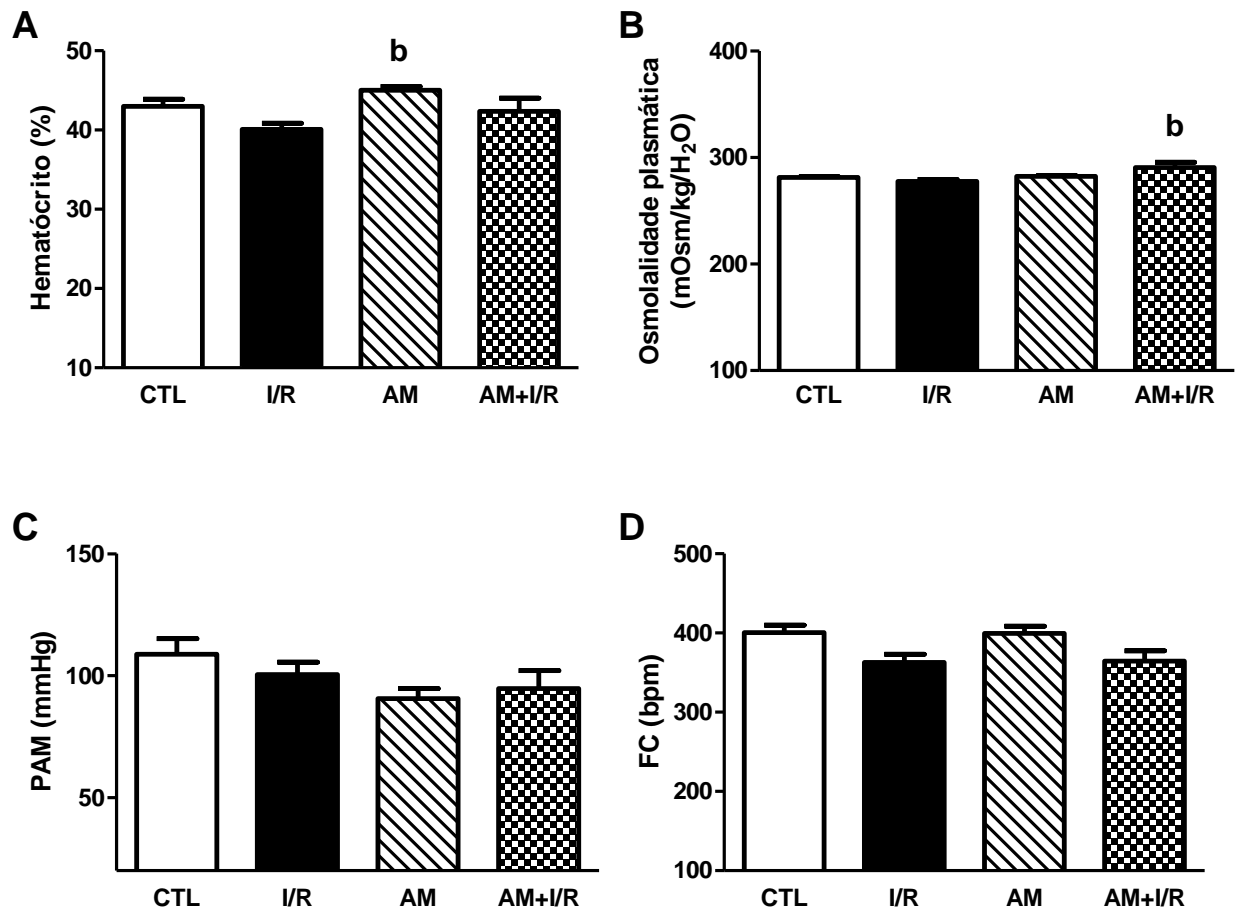 A
Hematócrito (%)
50
40
30
20
10
b
CTL I/R AM AM+I/R
B
Osmolalidade plasmática
(mOsm/kg/H₂O)
400
300
200
100
b
CTL I/R AM AM+I/R
C
PAM (mmHg)
150
100
50
CTL I/R AM AM+I/R
D
FC (bpm)
500
400
300
200
100
CTL I/R AM AM+I/R